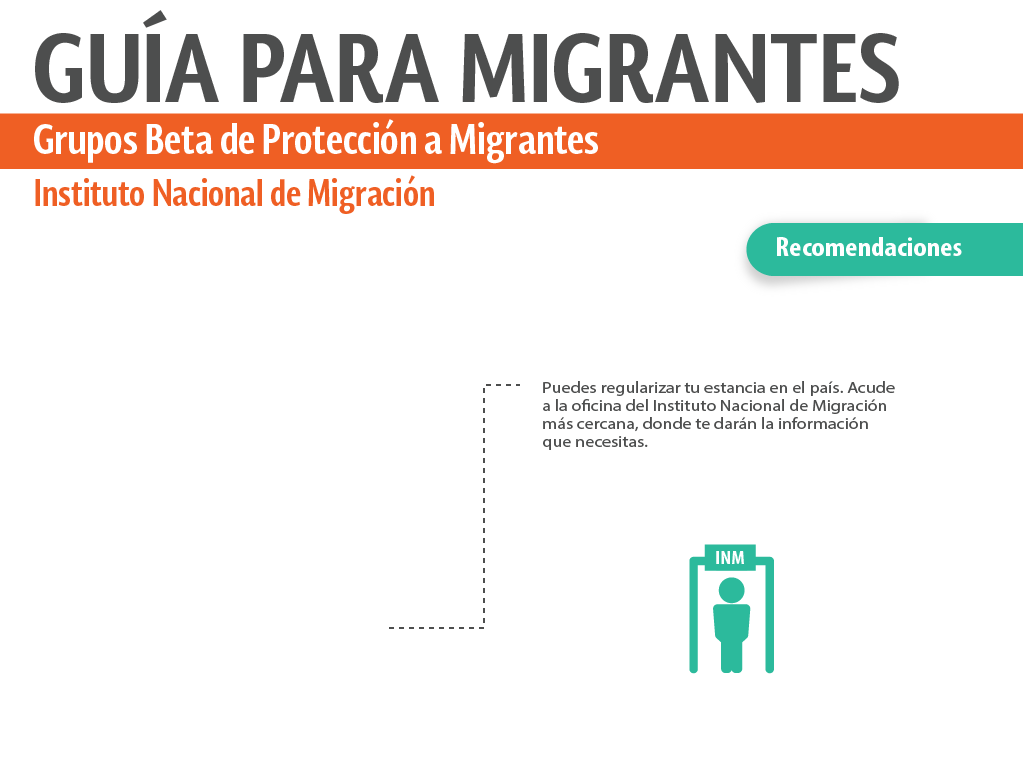 GUÍA PARA MIGRANTES
Grupos Beta de Protección a Migrantes
Instituto Nacional de Migración
Recomendaciones
Puedes regularizar tu estancia en el país. Acude
a la oficina del Instituto Nacional de Migración
más cercana, donde te darán la información
que necesitas.
INM